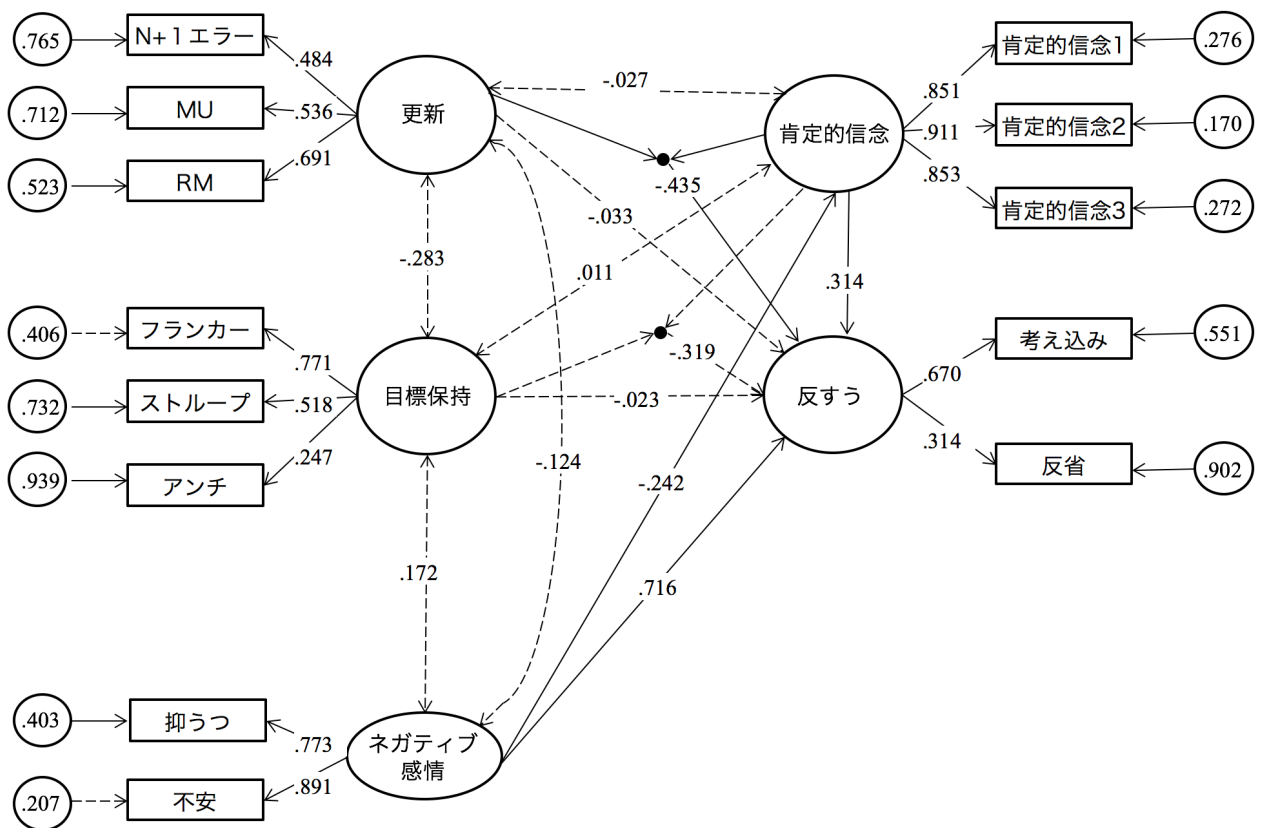 .765
N+1エラー
.484
.712
MU
.536
.523
RM
.691
更新
-.027
肯定的信念
.851
肯定的信念1
.276
.911
肯定的信念2
.170
.853
肯定的信念3
.272
-.435
-.033
-.283
.011
.314
.406
フランカー
.771
.732
ストループ
.518
.939
アンチ
.247
目標保持
-.319
-.023
反すう
.670
考え込み
.551
.314
反省
.902
-.124
-.242
.172
.716
.403
抑うつ
.773
.207
不安
.891
ネガティブ
感情